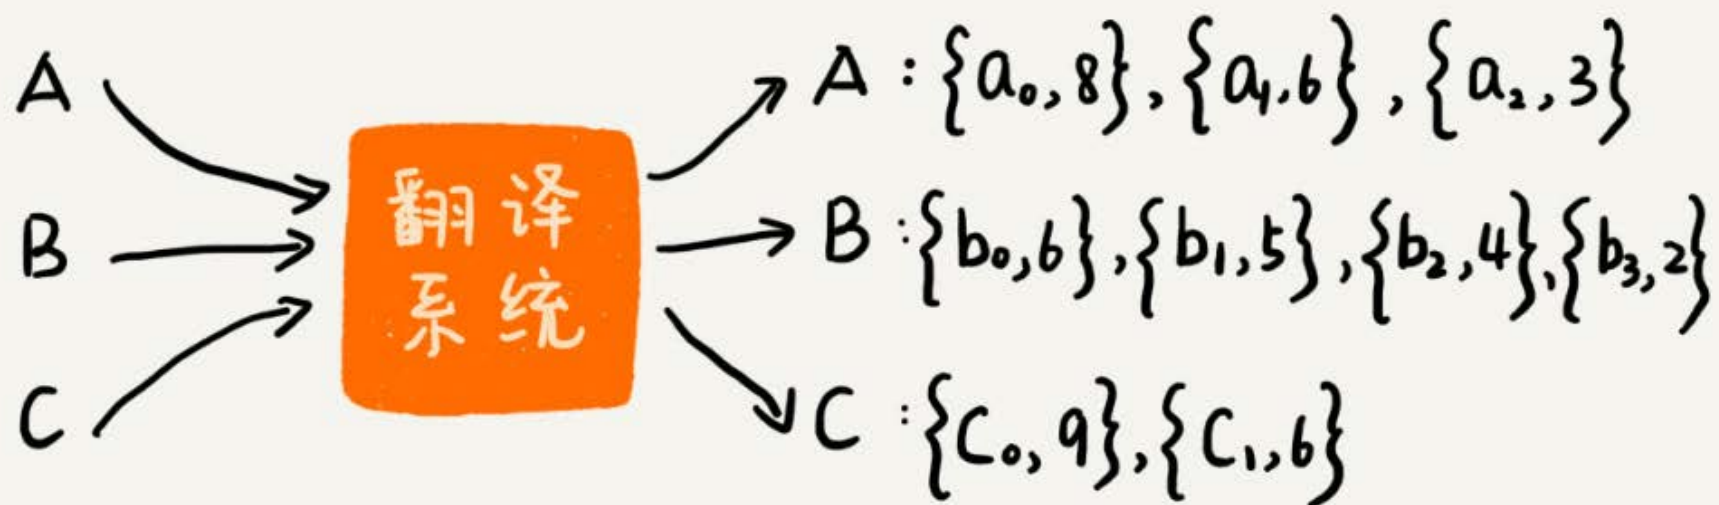 A
B
C
翻译
系统
A : {a₀,8}, {a₁,6}, {a₂,3}
B : {b₀,6}, {b₁,5}, {b₂,4}, {b₃,2}
C : {C₀,9}, {C₁,6}